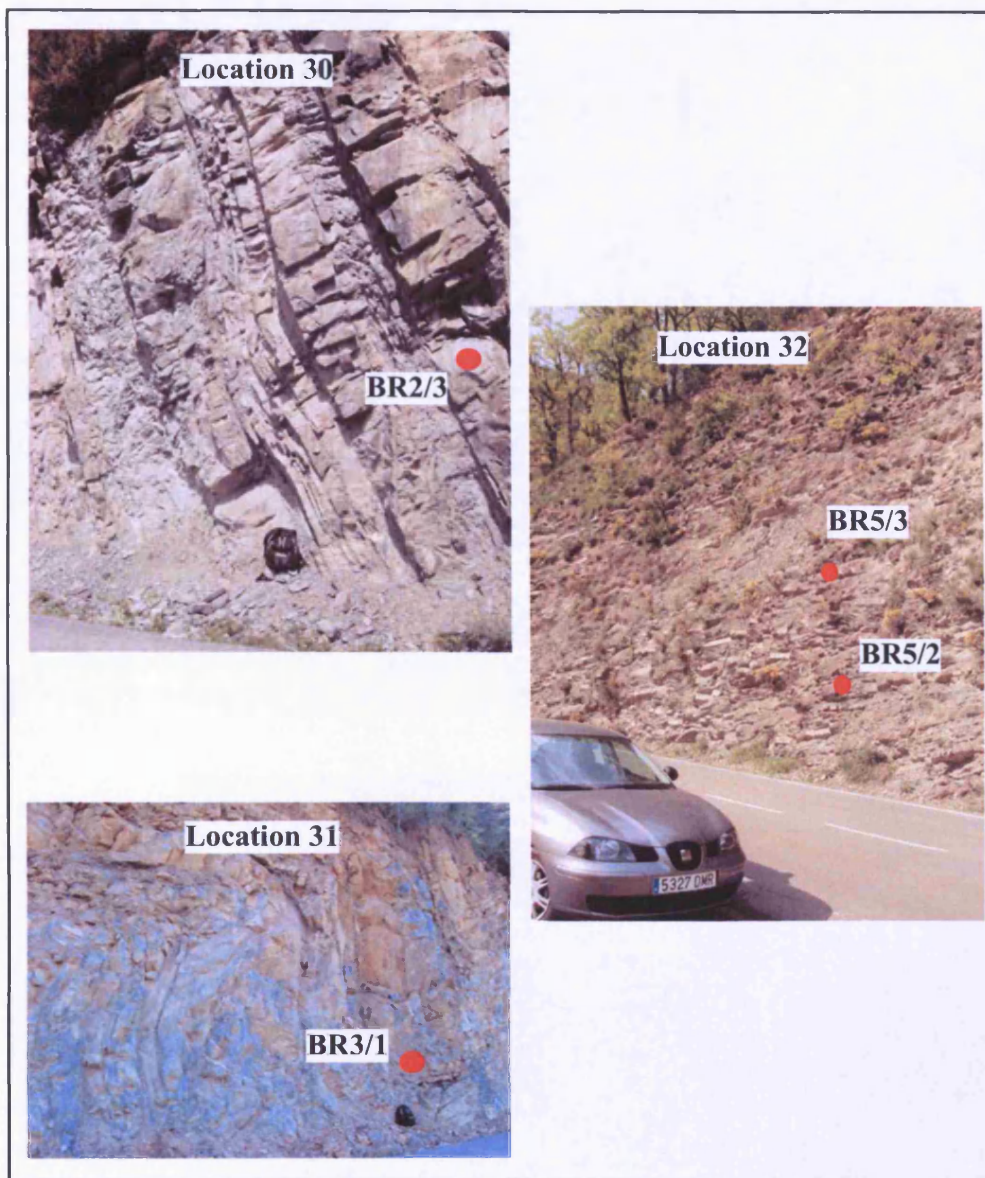 Location 30
BR2/3
Location 32
BR5/3
BR5/2
5327 DMR
Location 31
BR3/1